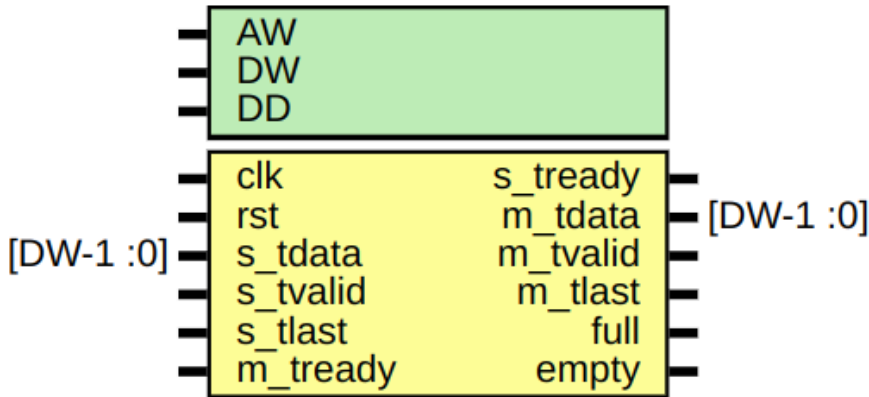 AW
DW
DD
clk s_tready
rst m_tdata [DW-1 :0]
[DW-1 :0] s_tdata m_tvalid
s_tvalid m_tlast
s_tlast full
m_tready empty